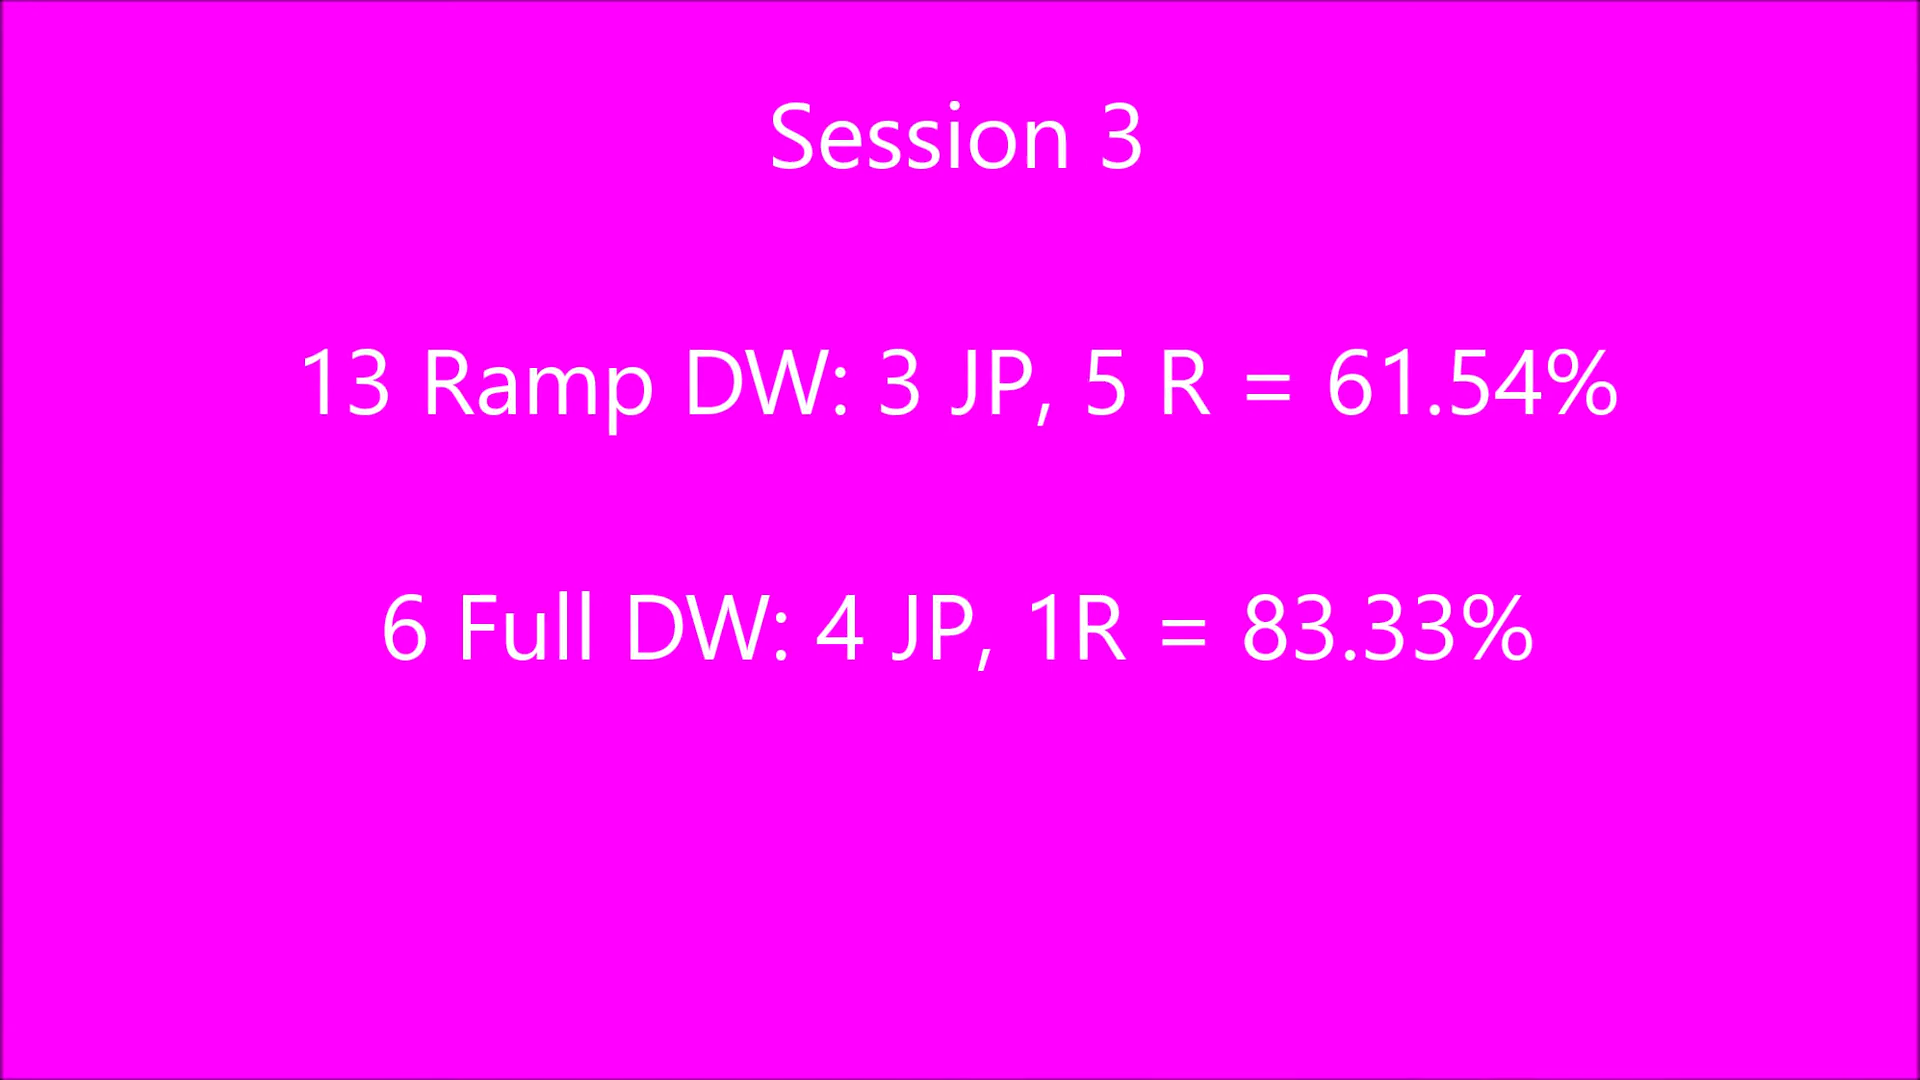 Session 3
13 Ramp DW: 3 JP, 5 R = 61.54%
6 Full DW: 4 JP, 1R = 83.33%